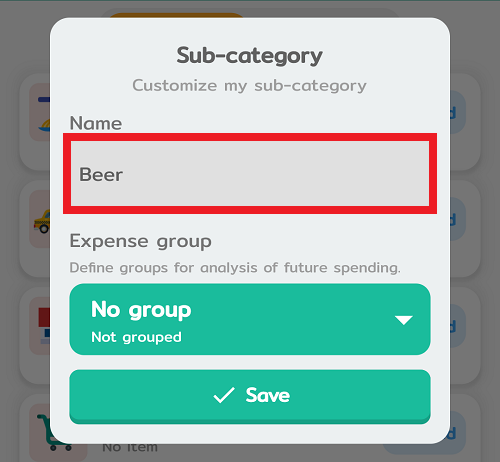 Sub-category
Customize my sub-category
Name
Beer
Expense group
Define groups for analysis of future spending.
No group
Not grouped
Save
No item